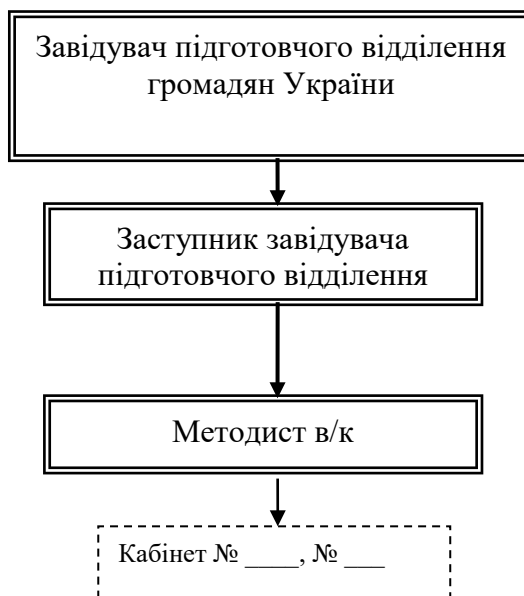 Завідувач підготовчого відділення
громадян України
Заступник завідувача
підготовчого відділення
Методист в/к
Кабінет № ____, № ___